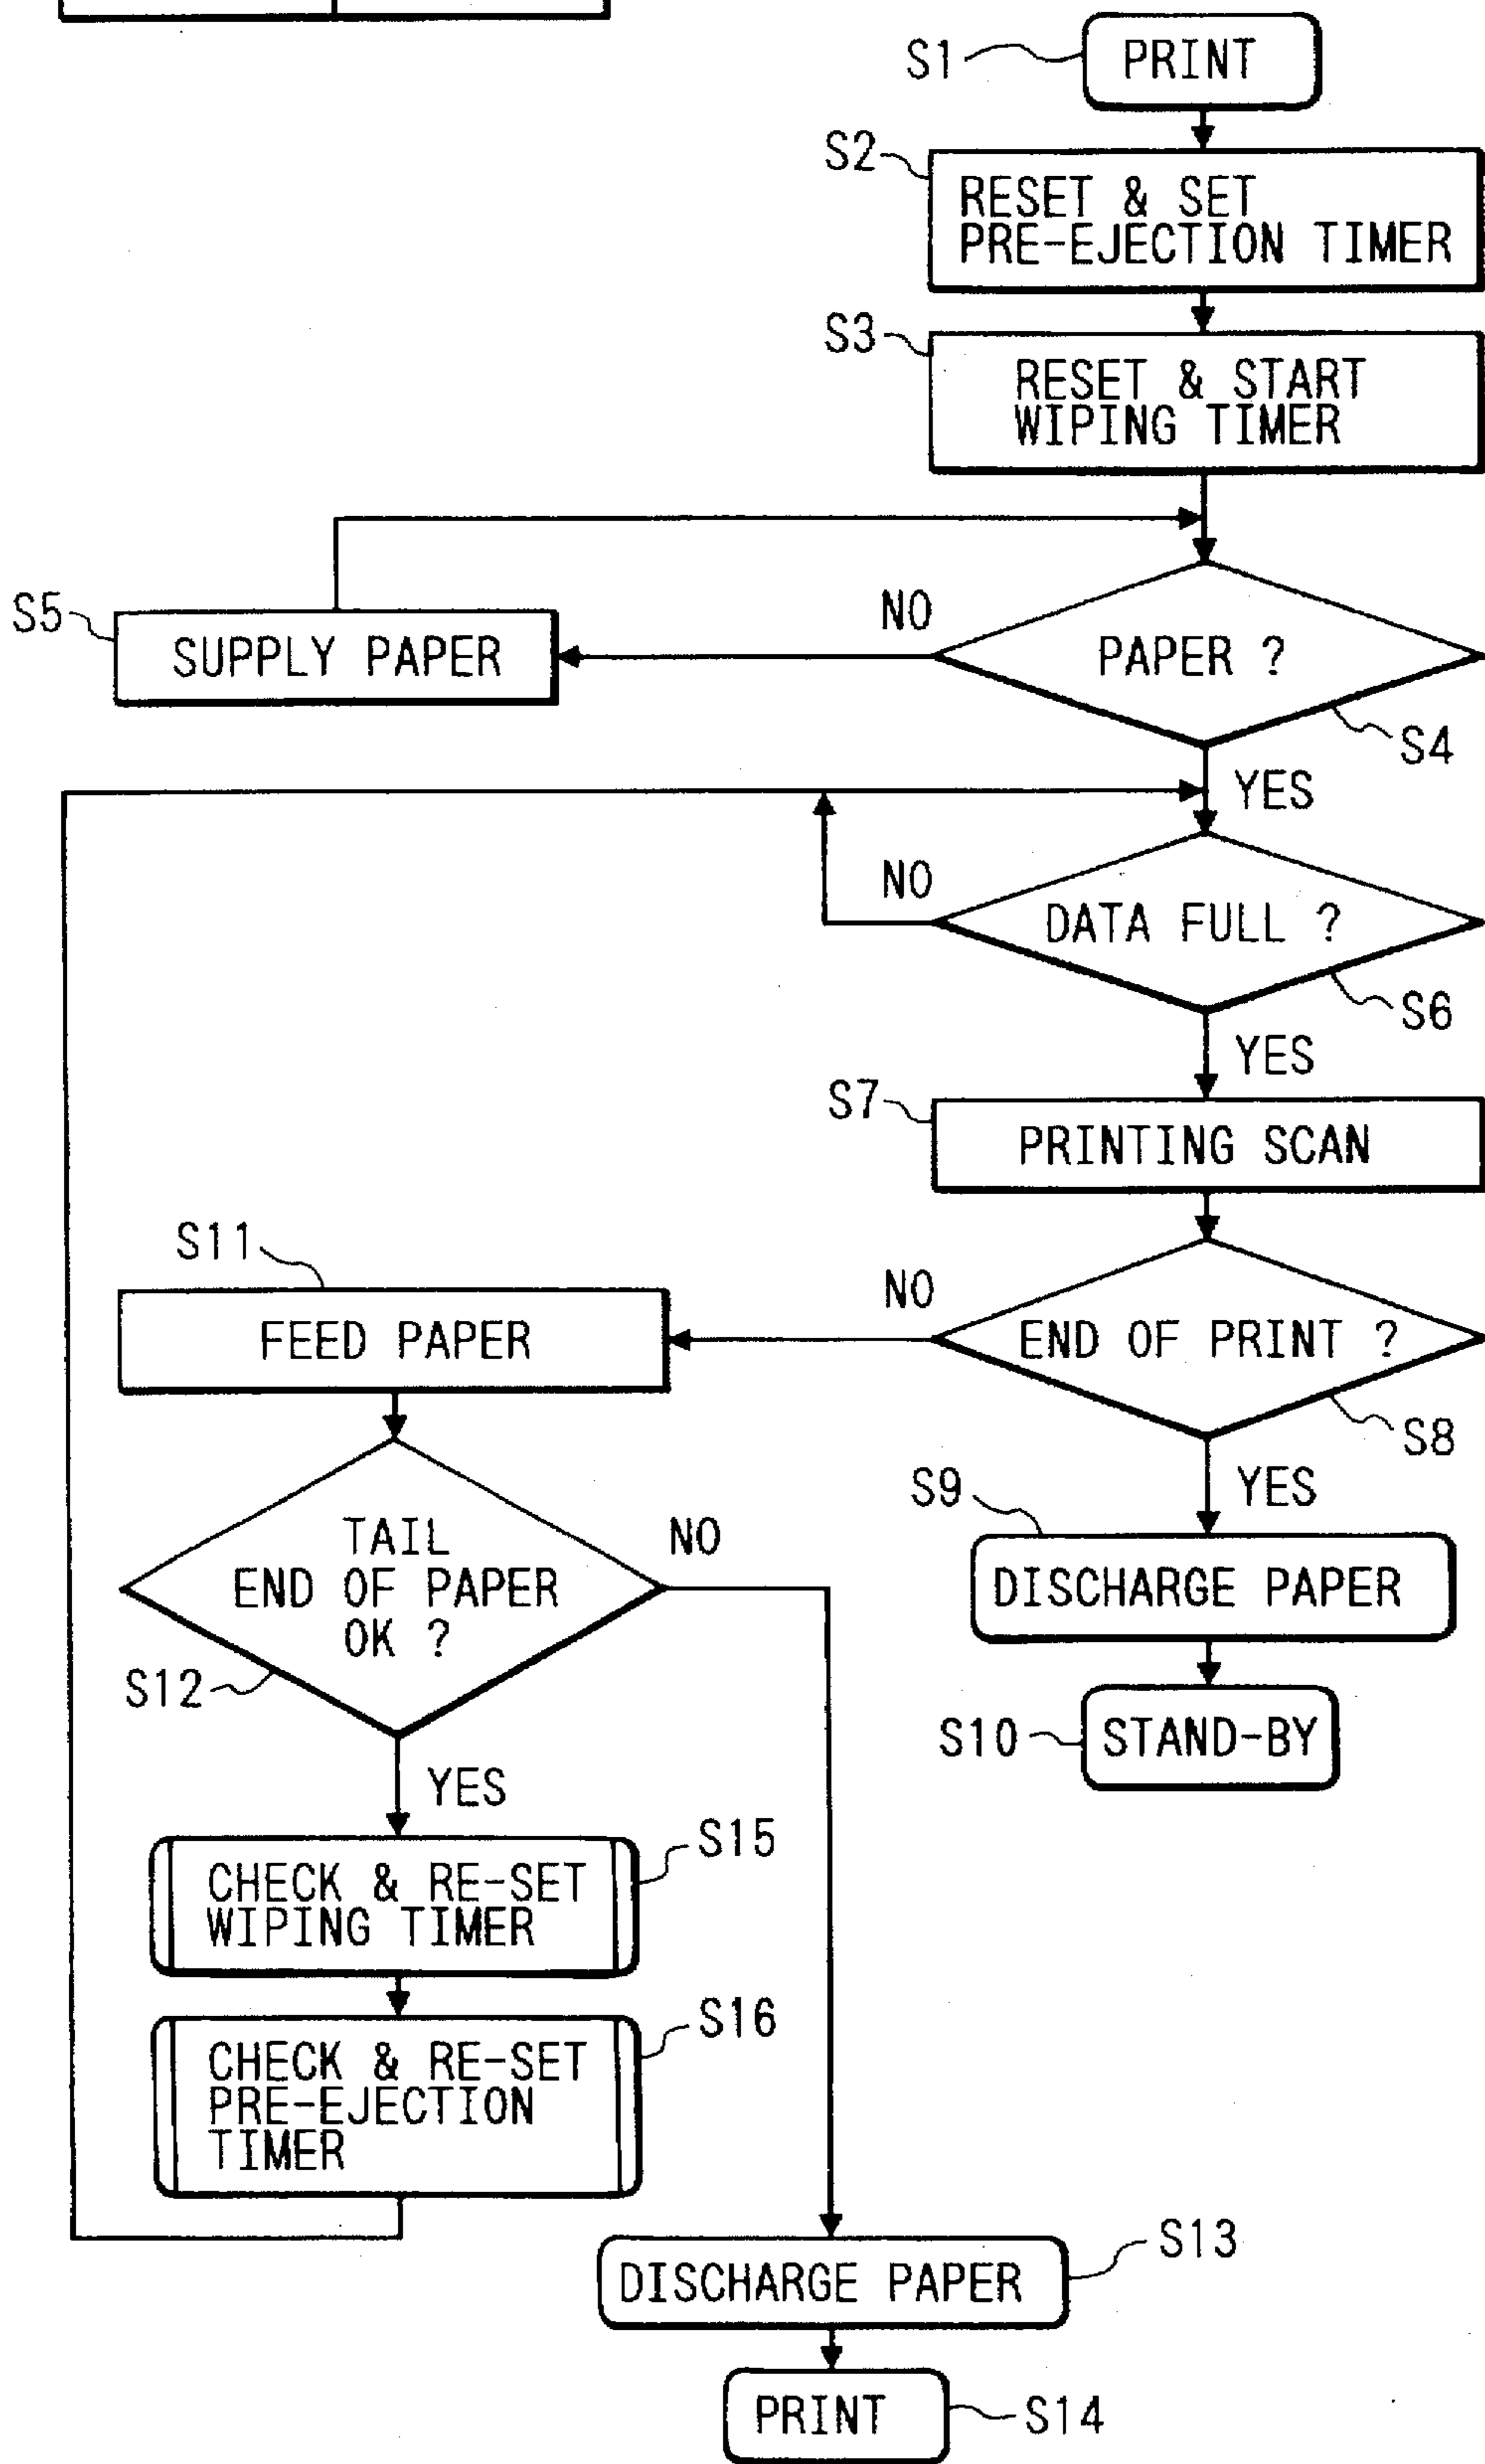 S1
PRINT
S2
RESET & SET
PRE-EJECTION TIMER
S3
RESET & START
WIPING TIMER
S5
SUPPLY PAPER
NO
PAPER ?
S4
YES
NO
DATA FULL ?
S6
YES
S7
PRINTING SCAN
S11
FEED PAPER
NO
END OF PRINT ?
S8
YES
S9
DISCHARGE PAPER
S10
STAND-BY
TAIL
END OF PAPER
OK ?
NO
S12
YES
S15
CHECK & RE-SET
WIPING TIMER
S16
CHECK & RE-SET
PRE-EJECTION
TIMER
S13
DISCHARGE PAPER
PRINT
S14